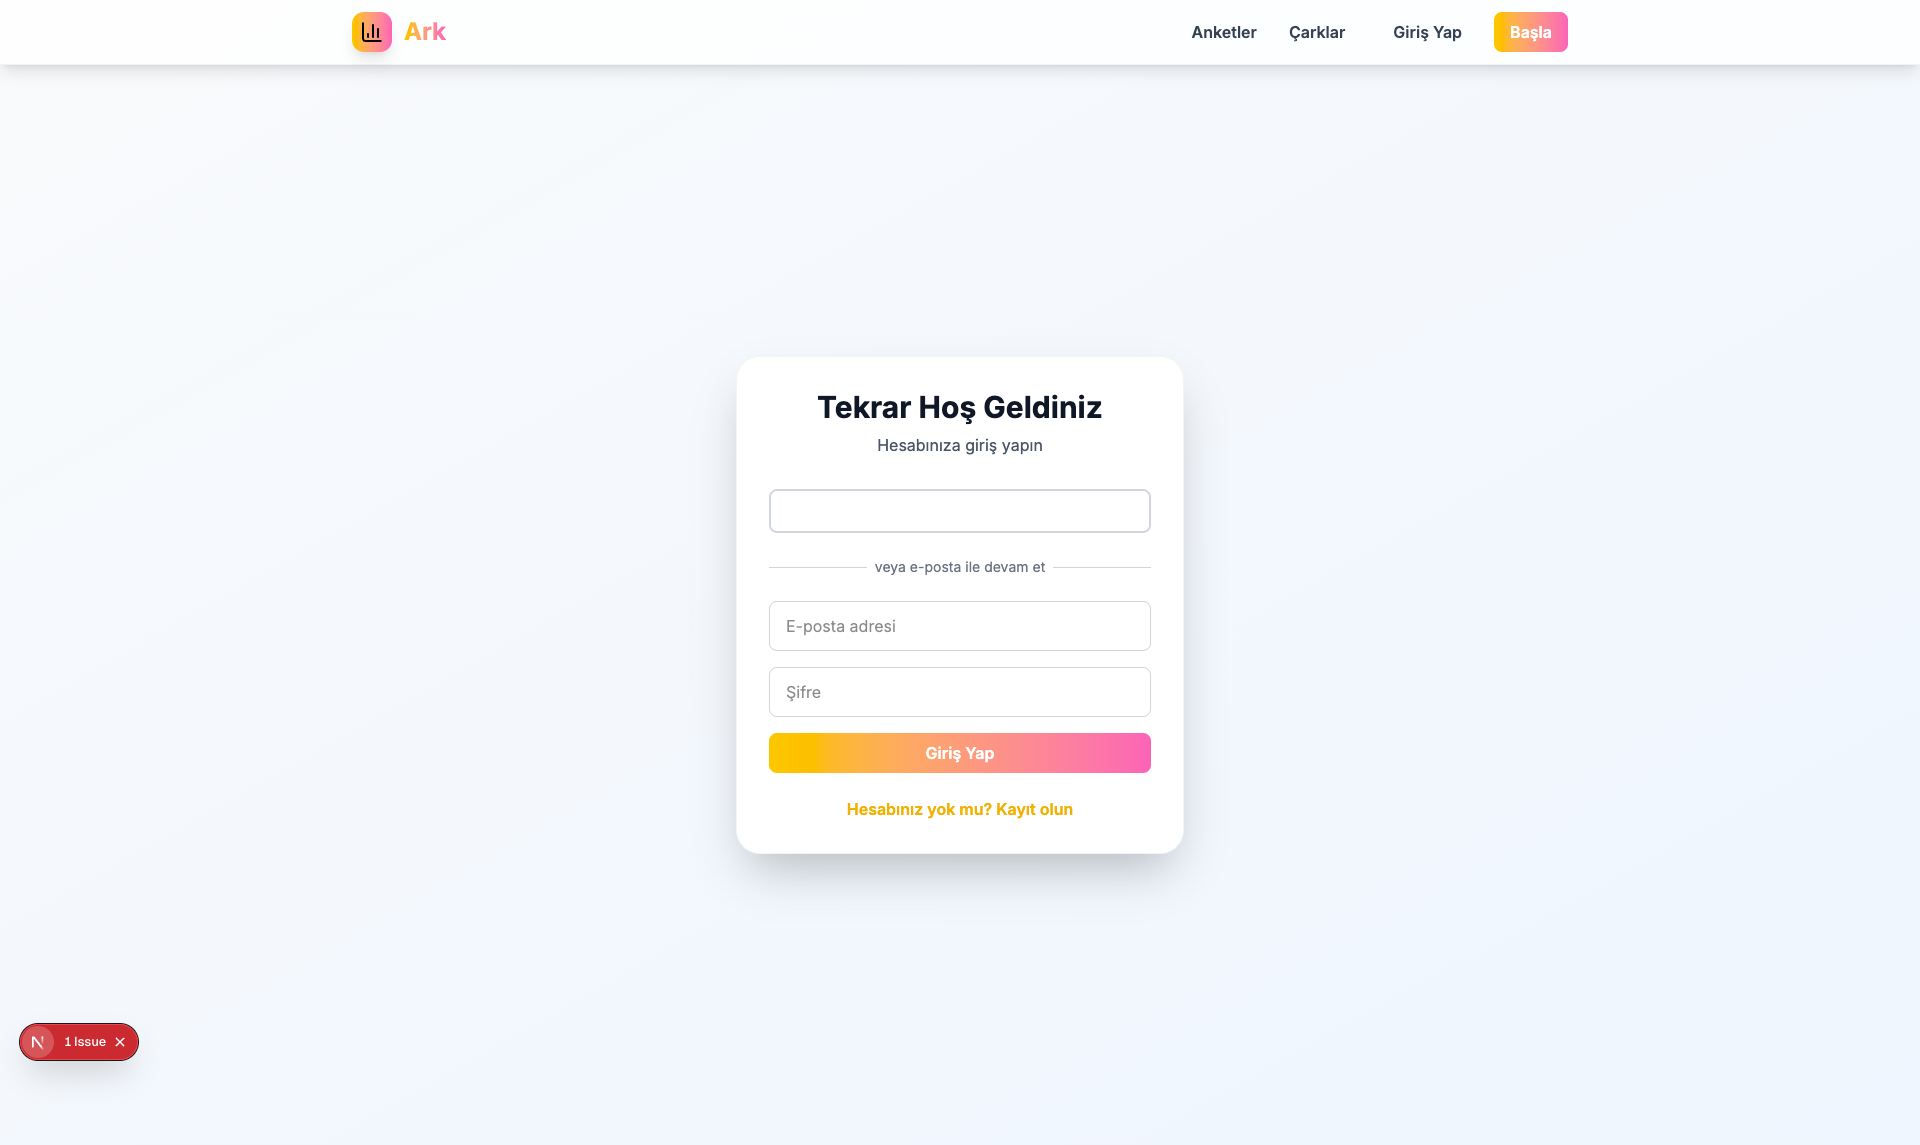 Ark
Anketler Çarklar Giriş Yap Başla
Tekrar Hoş Geldiniz
Hesabınıza giriş yapın
veya e-posta ile devam et
E-posta adresi
Şifre
Giriş Yap
Hesabınız yok mu? Kayıt olun
N 1 Issue